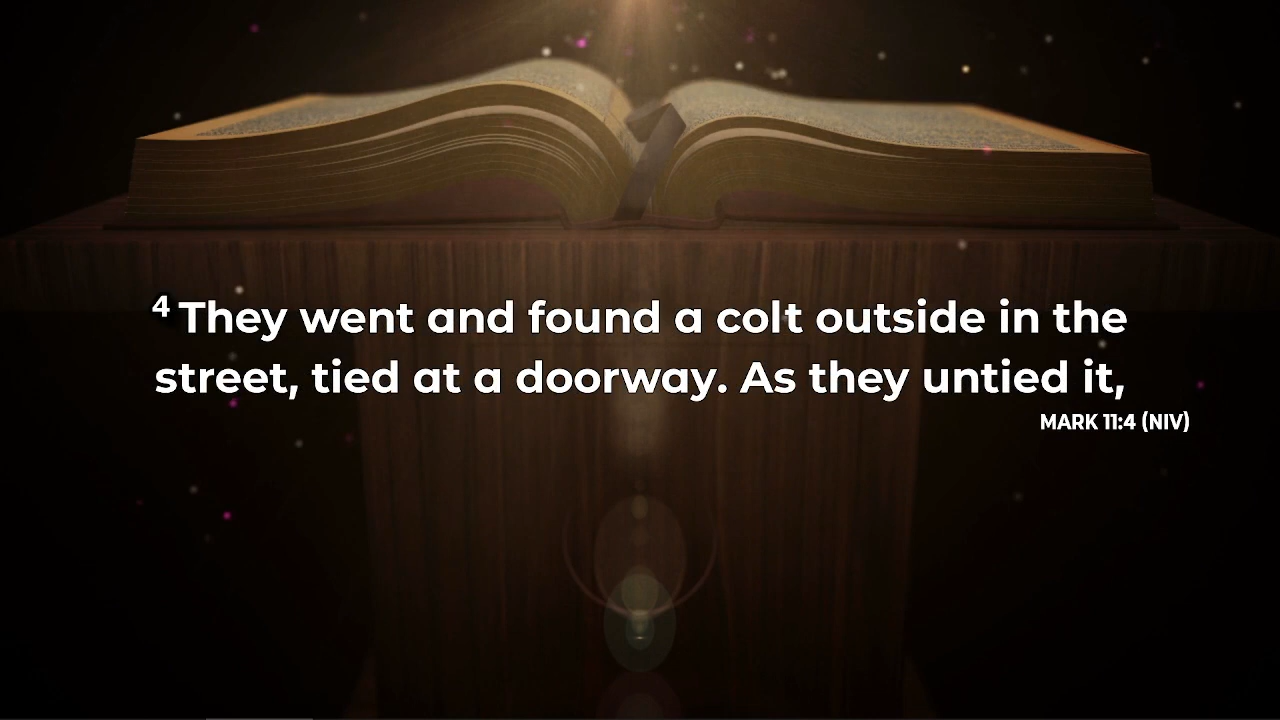 4 They went and found a colt outside in the
street, tied at a doorway. As they untied it,
MARK 11:4 (NIV)